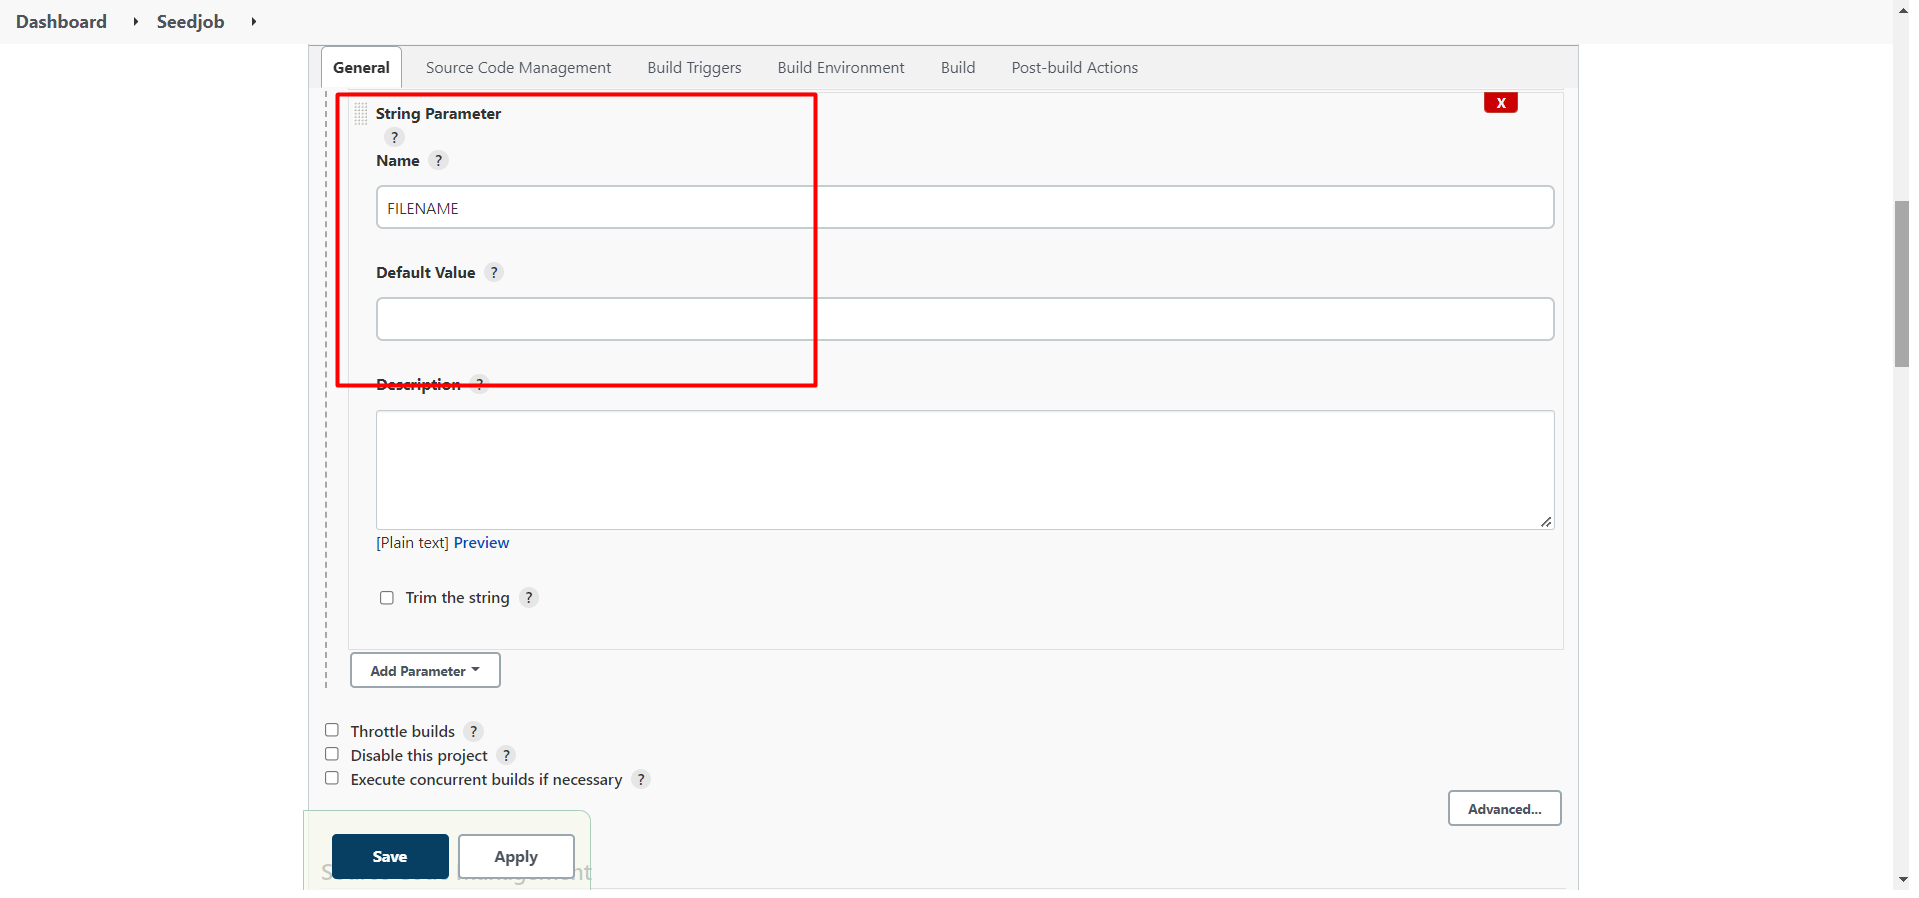 Dashboard Seedjob
General Source Code Management Build Triggers Build Environment Build Post-build Actions
String Parameter
X
?
Name ?
FILENAME
Default Value ?
Description ?
[Plain text] Preview
Trim the string ?
Add Parameter
Throttle builds ?
Disable this project ?
Execute concurrent builds if necessary ?
Advanced...
Save Apply